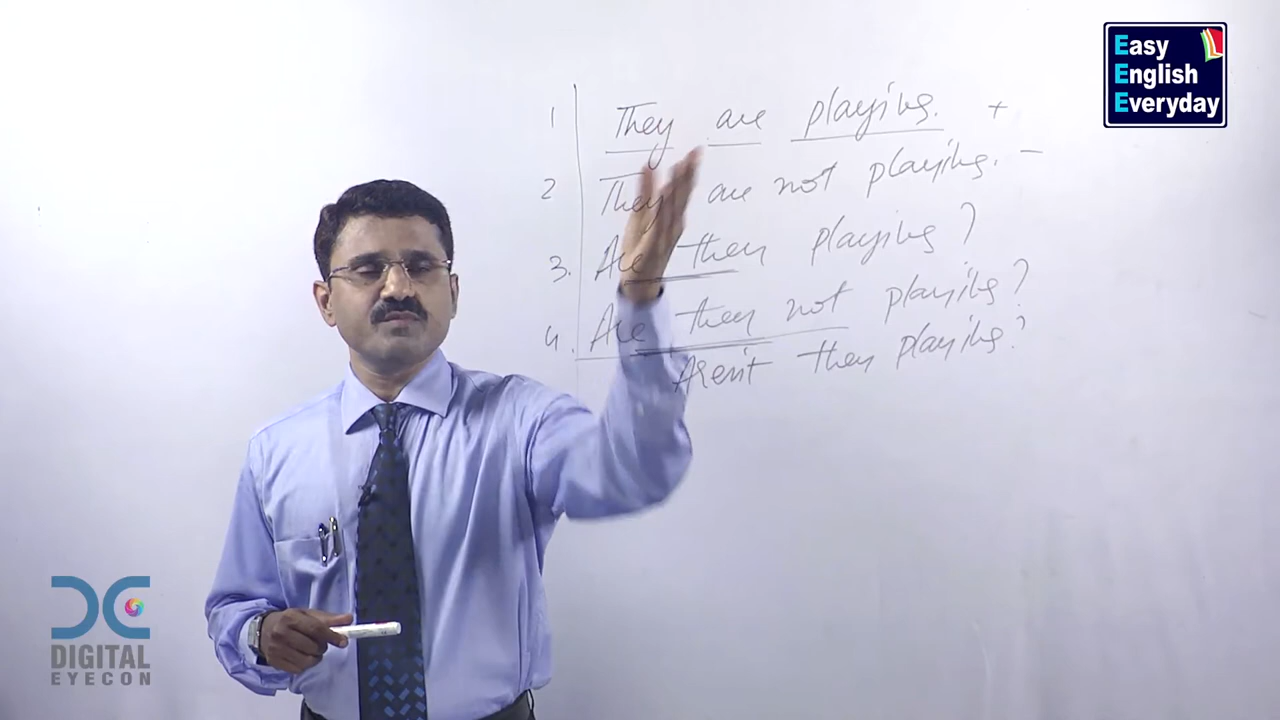 Easy
English
Everyday
1 They are playing. +
2 They are not playing. -
3. Are they playing?
4. Are they not playing?
Aren't they playing?
DIGITAL
EYECON